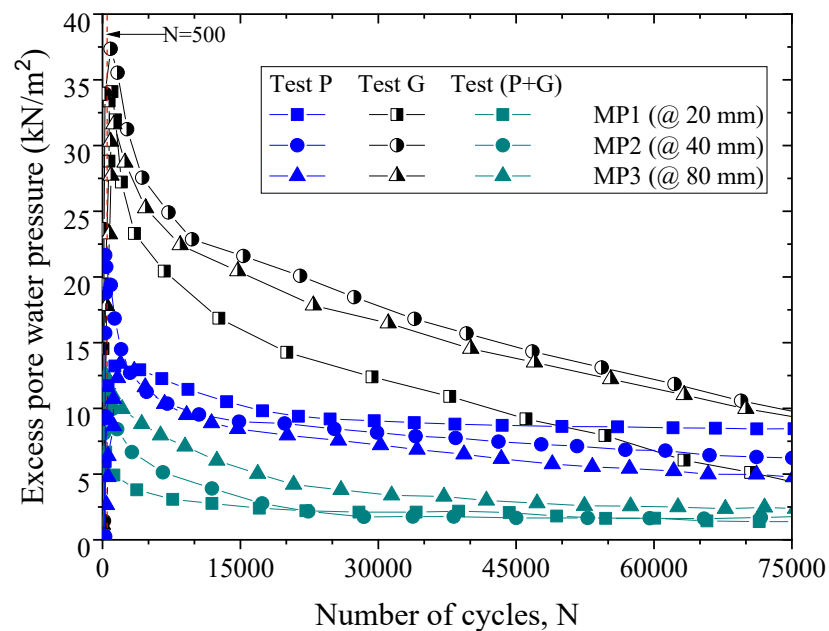 Excess pore water pressure (kN/m²)
40
35
30
25
20
15
10
5
0
N=500
Test P Test G Test (P+G)
MP1 (@ 20 mm)
MP2 (@ 40 mm)
MP3 (@ 80 mm)
0 15000 30000 45000 60000 75000
Number of cycles, N